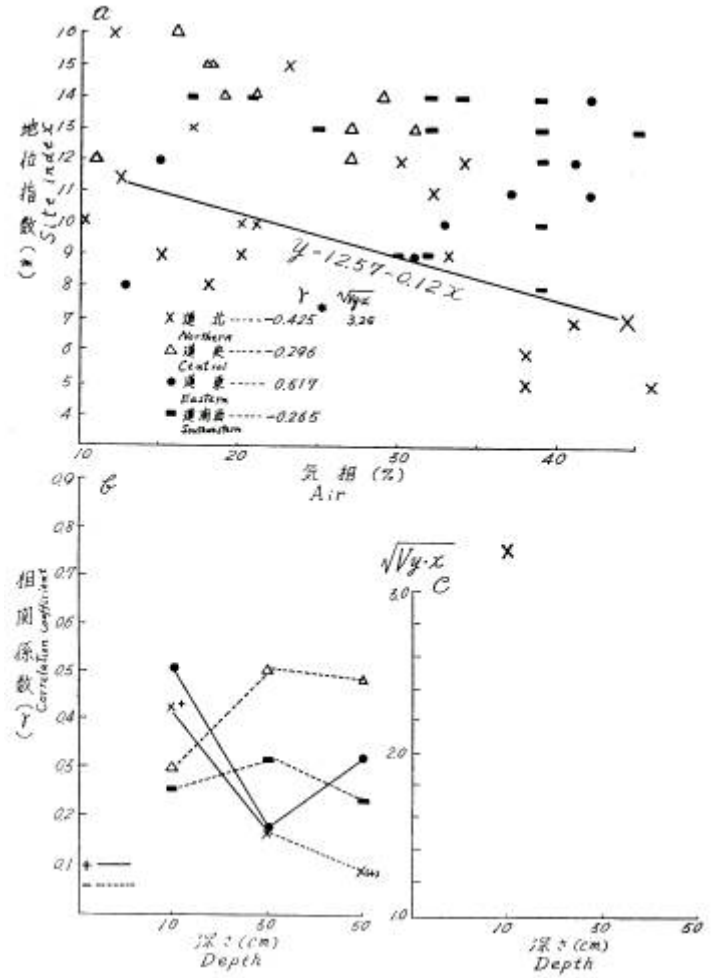 a
16
15
14
13
12
11
10
9
8
7
6
5
4
地位指数 (m)
Site index
y=12.57-0.12x
γ √Vy·x
× 道北 -0.425 3.26
Northern
△ 道央 -0.296
Central
● 道東 0.517
Eastern
道南西 -0.265
10 20 30 40
気相 (%)
Air
b
0.9
0.8
0.7
0.6
0.5
0.4
0.3
0.2
0.1
相関係数 (γ)
Correlation Coefficient
+
-
10 30 50
深さ (cm)
Depth
√Vy·x
C
3.0
2.0
1.0
10 30 50
深さ (cm)
Depth